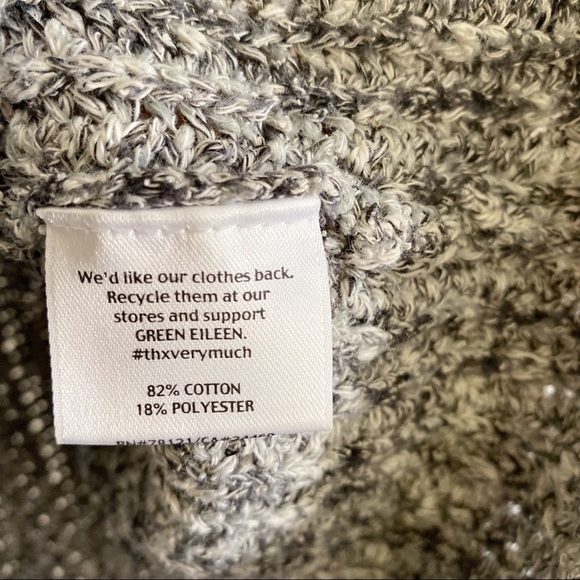 We'd like our clothes back.
Recycle them at our
stores and support
GREEN EILEEN.
#thxverymuch
82% COTTON
18% POLYESTER